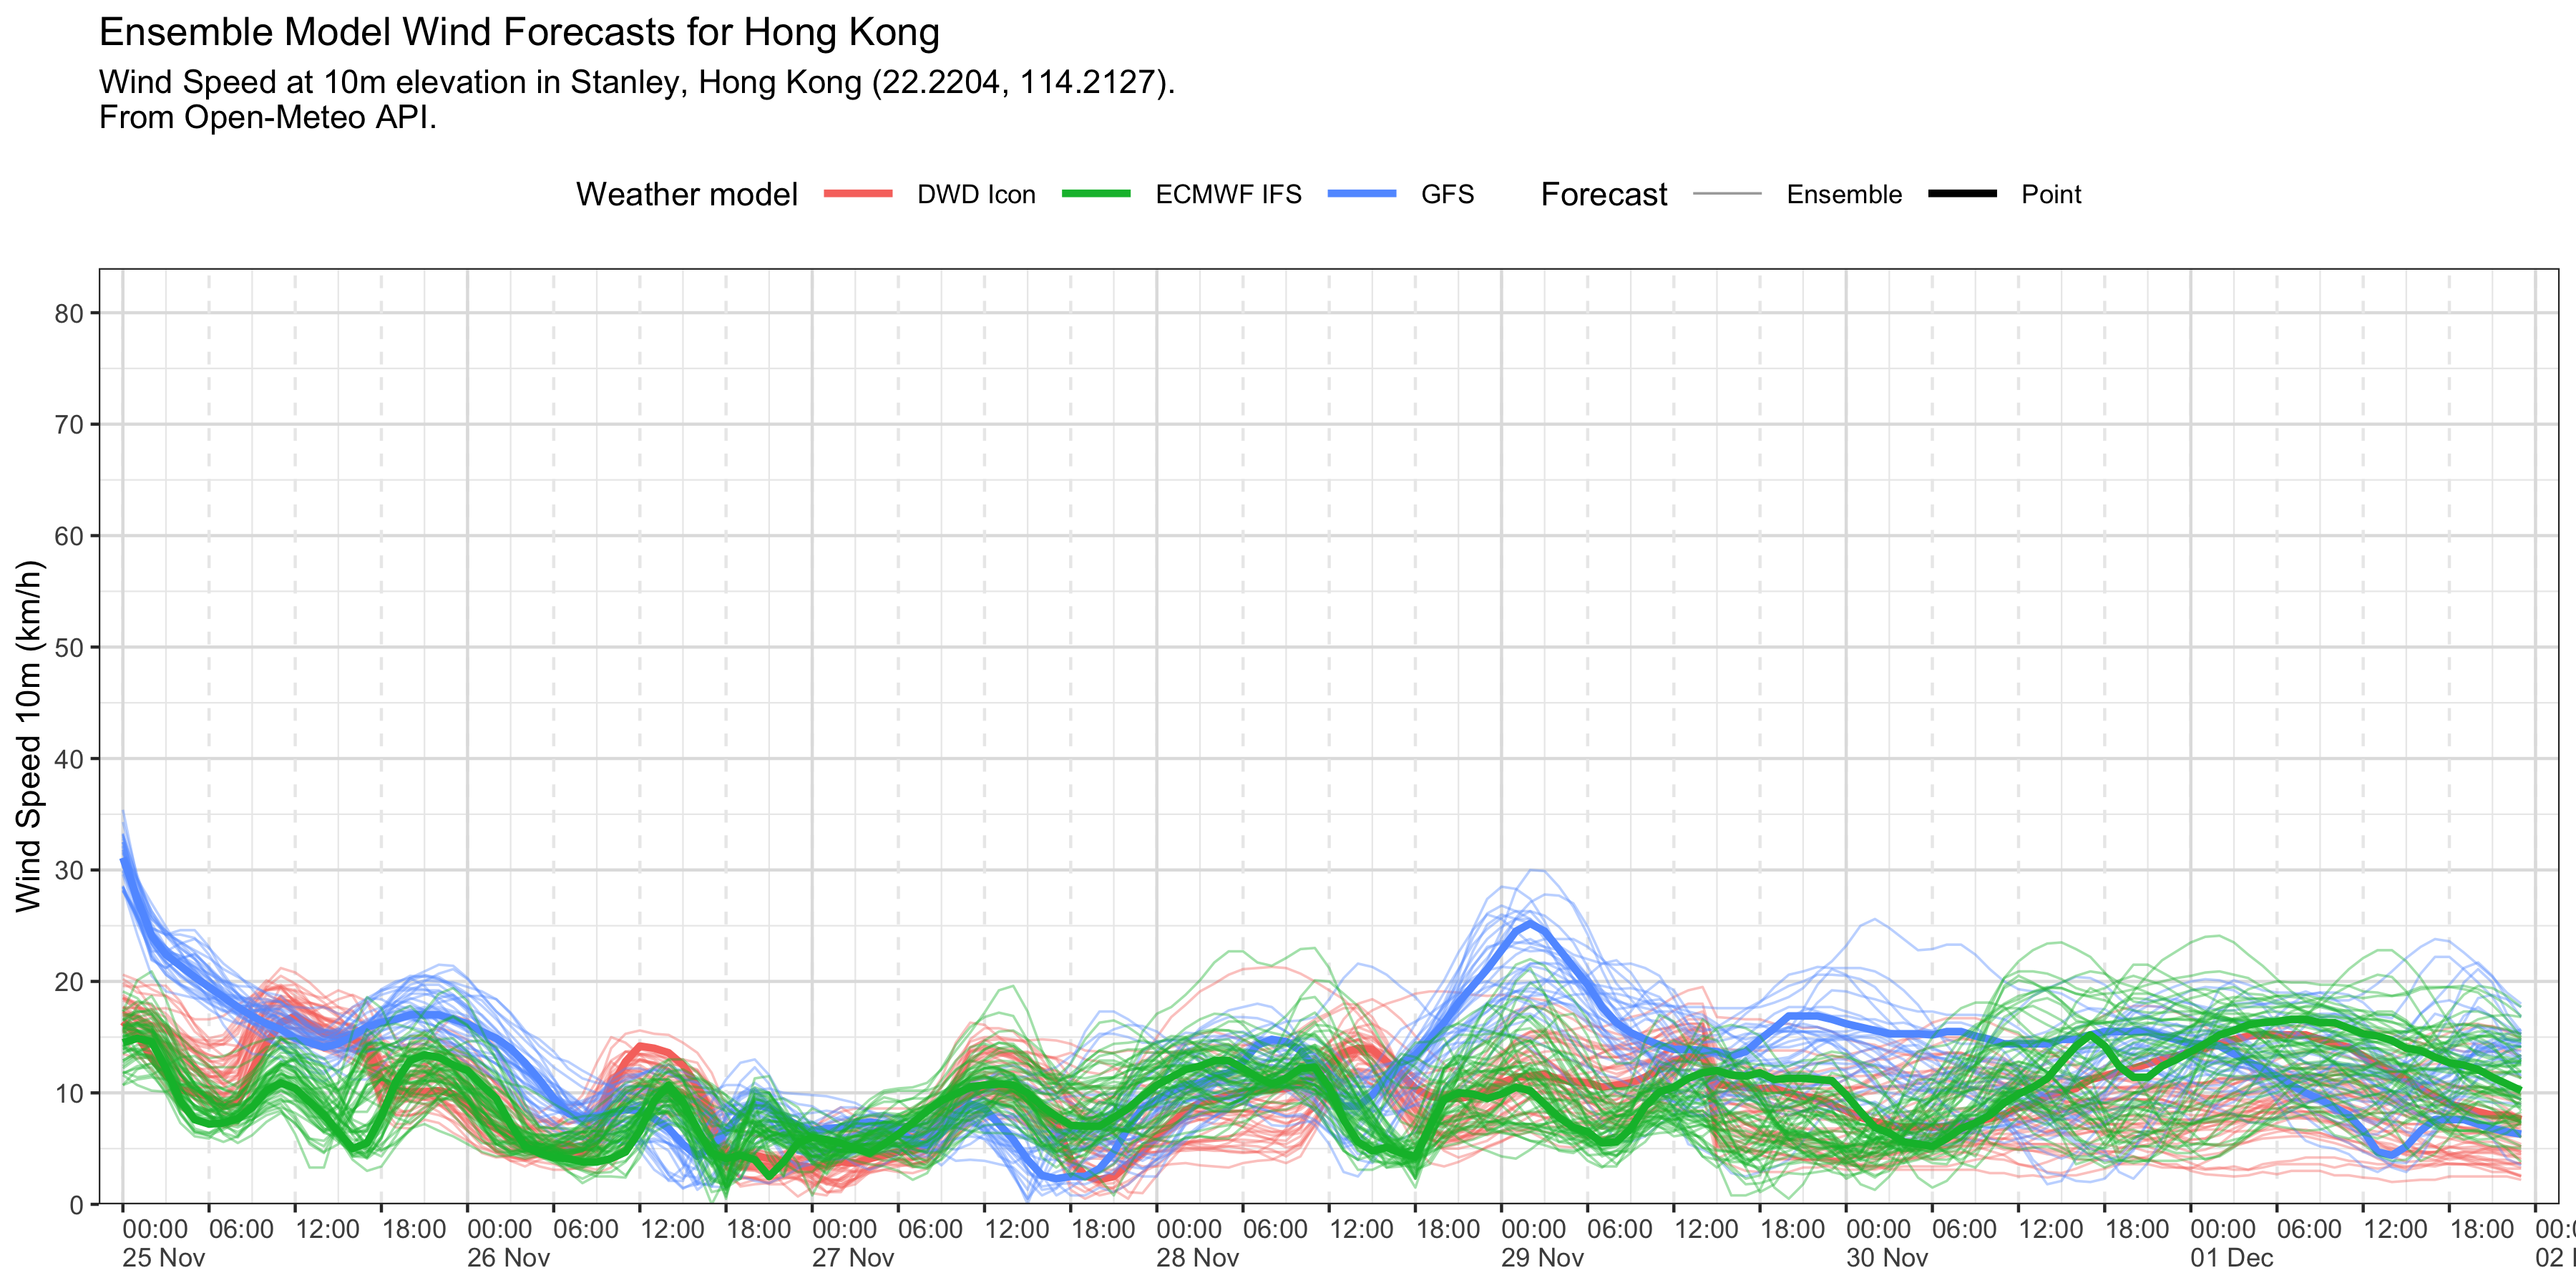 Ensemble Model Wind Forecasts for Hong Kong
Wind Speed at 10m elevation in Stanley, Hong Kong (22.2204, 114.2127).
From Open-Meteo API.
Weather model DWD Icon ECMWF IFS GFS Forecast Ensemble Point
Wind Speed 10m (km/h)
80
70
60
50
40
30
20
10
0
00:00 06:00 12:00 18:00 00:00 06:00 12:00 18:00 00:00 06:00 12:00 18:00 00:00 06:00 12:00 18:00 00:00 06:00 12:00 18:00 00:00 06:00 12:00 18:00 00:00 06:00 12:00 18:00
25 Nov 26 Nov 27 Nov 28 Nov 29 Nov 30 Nov 01 Dec 02